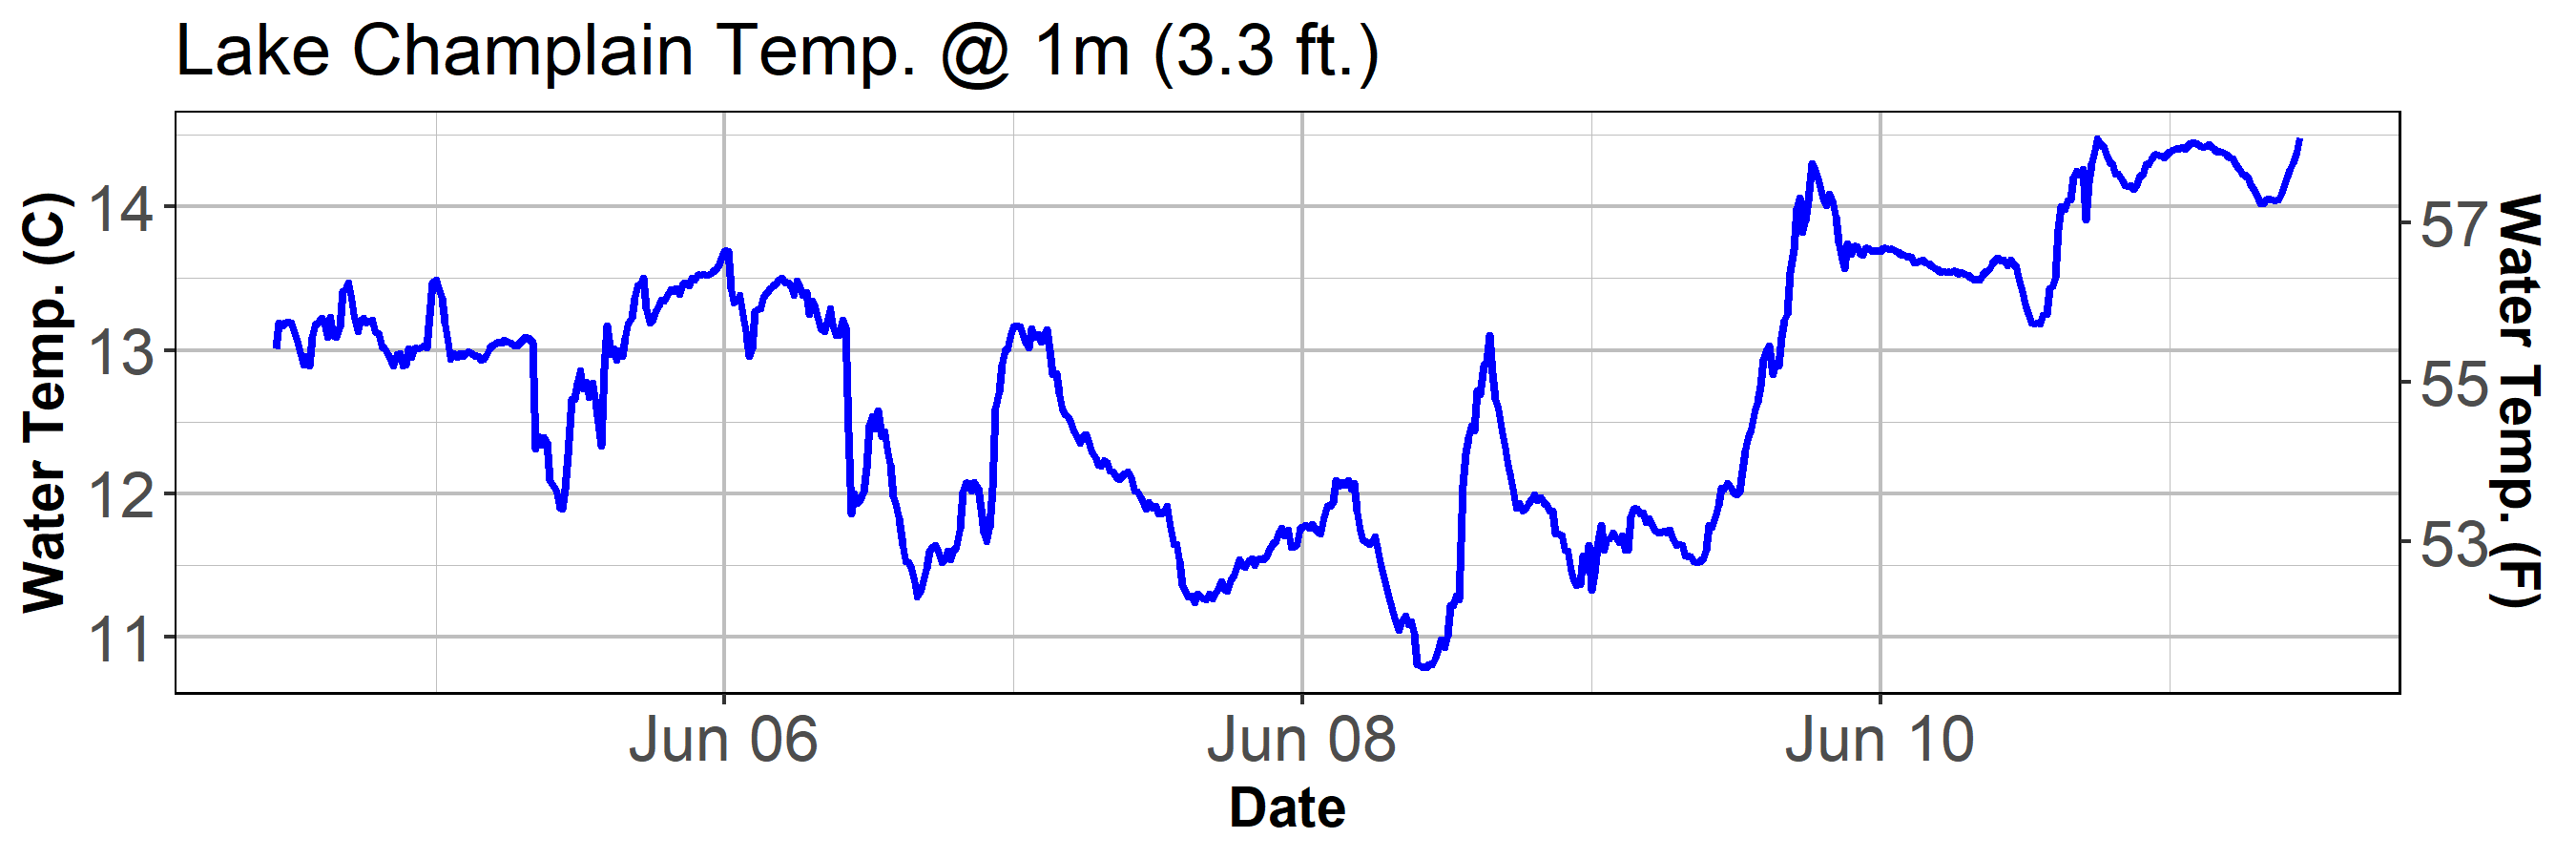 Lake Champlain Temp. @ 1m (3.3 ft.)
Water Temp. (C)
14
13
12
11
57
55
53
Water Temp. (F)
Jun 06
Jun 08
Jun 10
Date